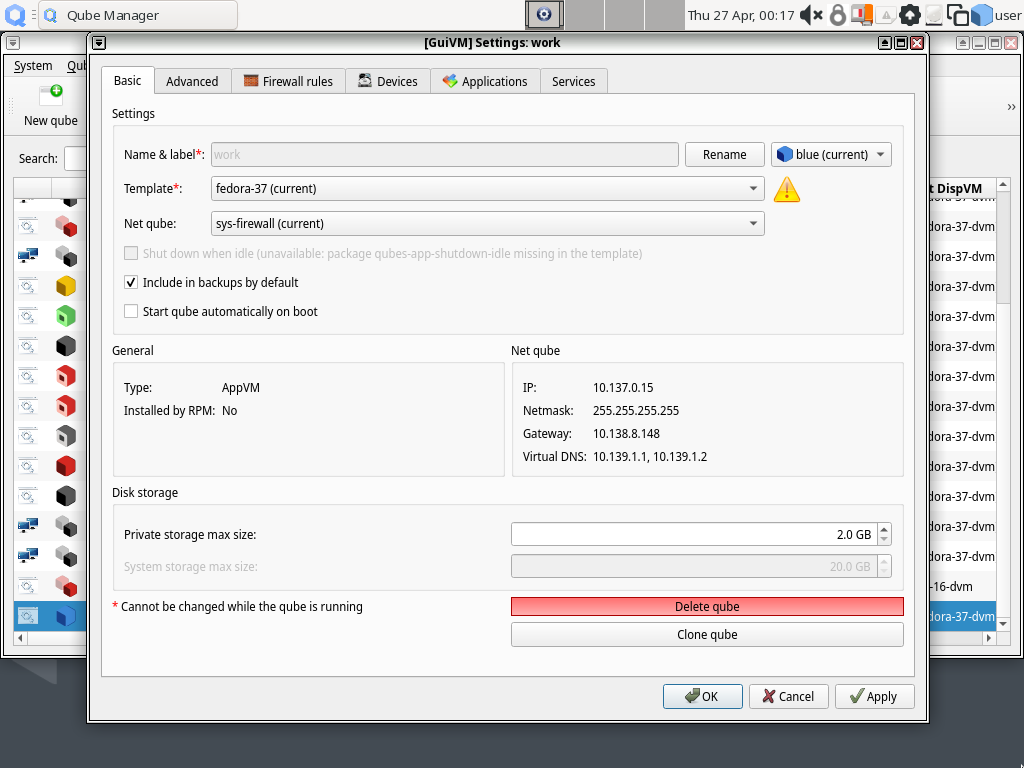 Qube Manager
Thu 27 Apr, 00:17
user
[GuiVM] Settings: work
System
New qube
Search:
Basic
Advanced
Firewall rules
Devices
Applications
Services
Settings
Name & label*:
work
Rename
blue (current)
Template*:
fedora-37 (current)
Net qube:
sys-firewall (current)
Shut down when idle (unavailable: package qubes-app-shutdown-idle missing in the template)
Include in backups by default
Start qube automatically on boot
General
Type: AppVM
Installed by RPM: No
Net qube
IP: 10.137.0.15
Netmask: 255.255.255.255
Gateway: 10.138.8.148
Virtual DNS: 10.139.1.1, 10.139.1.2
Disk storage
Private storage max size: 2.0 GB
System storage max size: 20.0 GB
* Cannot be changed while the qube is running
Delete qube
Clone qube
OK
Cancel
Apply
t DispVM
dora-37-dvm
dora-37-dvm
dora-37-dvm
dora-37-dvm
dora-37-dvm
dora-37-dvm
dora-37-dvm
dora-37-dvm
dora-37-dvm
dora-37-dvm
dora-37-dvm
dora-37-dvm
-16-dvm
dora-37-dvm